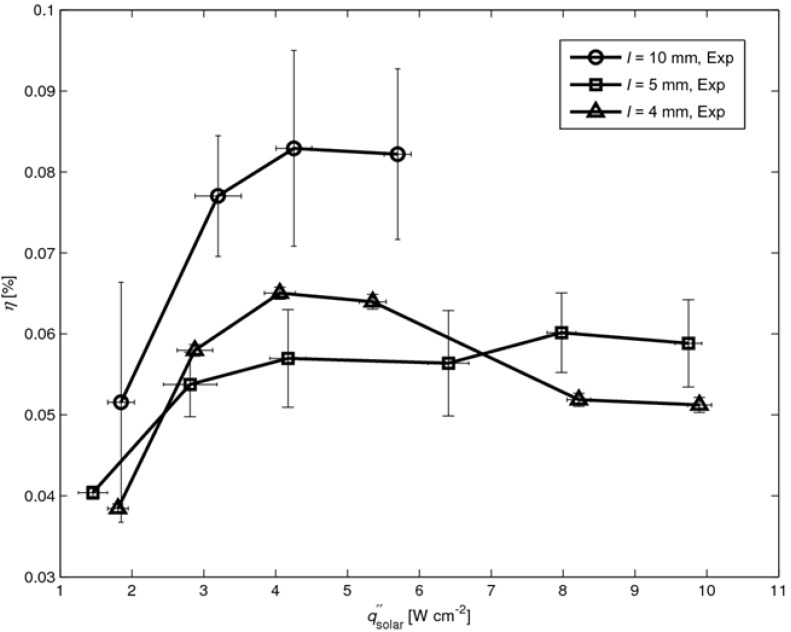 0.1
0.09
0.08
0.07
0.06
0.05
0.04
0.03
η [%]
l = 10 mm, Exp
l = 5 mm, Exp
l = 4 mm, Exp
1 2 3 4 5 6 7 8 9 10 11
q″solar [W cm-2]